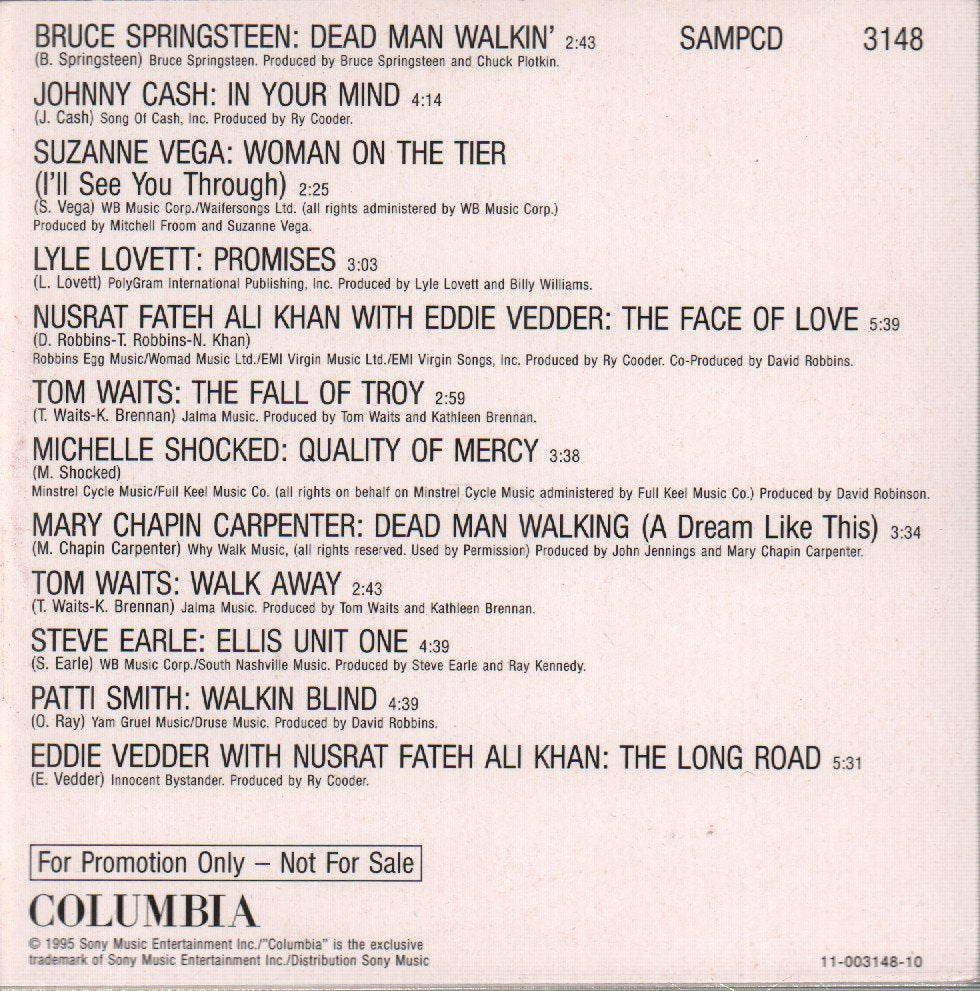 BRUCE SPRINGSTEEN: DEAD MAN WALKIN' 2:43 SAMPCD 3148
(B. Springsteen) Bruce Springsteen. Produced by Bruce Springsteen and Chuck Plotkin.
JOHNNY CASH: IN YOUR MIND 4:14
(J. Cash) Song Of Cash, Inc. Produced by Ry Cooder.
SUZANNE VEGA: WOMAN ON THE TIER
(I'll See You Through) 2:25
(S. Vega) WB Music Corp./Waifersongs Ltd. (all rights administered by WB Music Corp.)
Produced by Mitchell Froom and Suzanne Vega.
LYLE LOVETT: PROMISES 3:03
(L. Lovett) PolyGram International Publishing, Inc. Produced by Lyle Lovett and Billy Williams.
NUSRAT FATEH ALI KHAN WITH EDDIE VEDDER: THE FACE OF LOVE 5:39
(D. Robbins-T. Robbins-N. Khan)
Robbins Egg Music/Womad Music Ltd./EMI Virgin Music Ltd./EMI Virgin Songs, Inc. Produced by Ry Cooder. Co-Produced by David Robbins.
TOM WAITS: THE FALL OF TROY 2:59
(T. Waits-K. Brennan) Jalma Music. Produced by Tom Waits and Kathleen Brennan.
MICHELLE SHOCKED: QUALITY OF MERCY 3:38
(M. Shocked)
Minstrel Cycle Music/Full Keel Music Co. (all rights on behalf on Minstrel Cycle Music administered by Full Keel Music Co.) Produced by David Robinson.
MARY CHAPIN CARPENTER: DEAD MAN WALKING (A Dream Like This) 3:34
(M. Chapin Carpenter) Why Walk Music, (all rights reserved. Used by Permission) Produced by John Jennings and Mary Chapin Carpenter.
TOM WAITS: WALK AWAY 2:43
(T. Waits-K. Brennan) Jalma Music. Produced by Tom Waits and Kathleen Brennan.
STEVE EARLE: ELLIS UNIT ONE 4:39
(S. Earle) WB Music Corp./South Nashville Music. Produced by Steve Earle and Ray Kennedy.
PATTI SMITH: WALKIN BLIND 4:39
(O. Ray) Yam Gruel Music/Druse Music. Produced by David Robbins.
EDDIE VEDDER WITH NUSRAT FATEH ALI KHAN: THE LONG ROAD 5:31
(E. Vedder) Innocent Bystander. Produced by Ry Cooder.
For Promotion Only – Not For Sale
COLUMBIA
© 1995 Sony Music Entertainment Inc./"Columbia" is the exclusive
trademark of Sony Music Entertainment Inc./Distribution Sony Music
11-003148-10